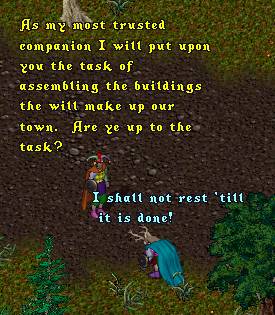 As my most trusted
companion I will put upon
you the task of
assembling the buildings
the will make up our
town. Are ye up to the
task?
I shall not rest 'till
it is done!